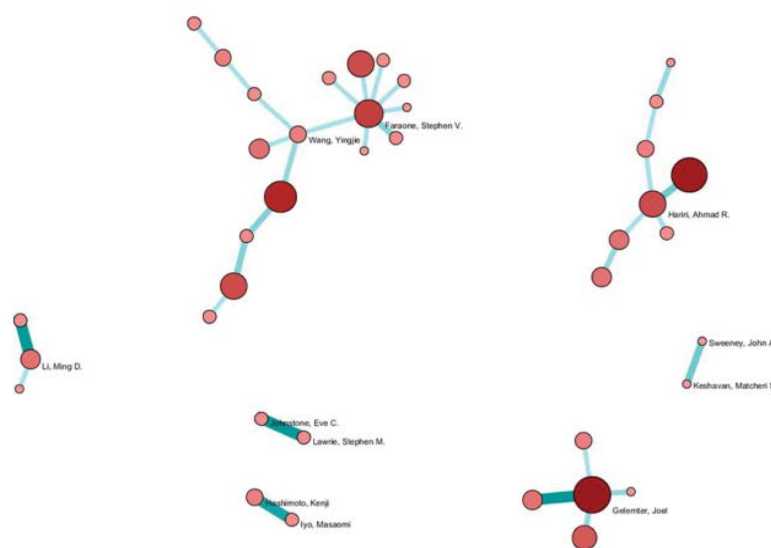 Faraone, Stephen V.
Wang, Yingjie
Hariri, Ahmad R.
Sweeney, John A
Li, Ming D.
Keshavan, Matcheri S
Johnstone, Eve C.
Lawrie, Stephen M.
Hashimoto, Kenji
Iyo, Masaomi
Gelernter, Joel